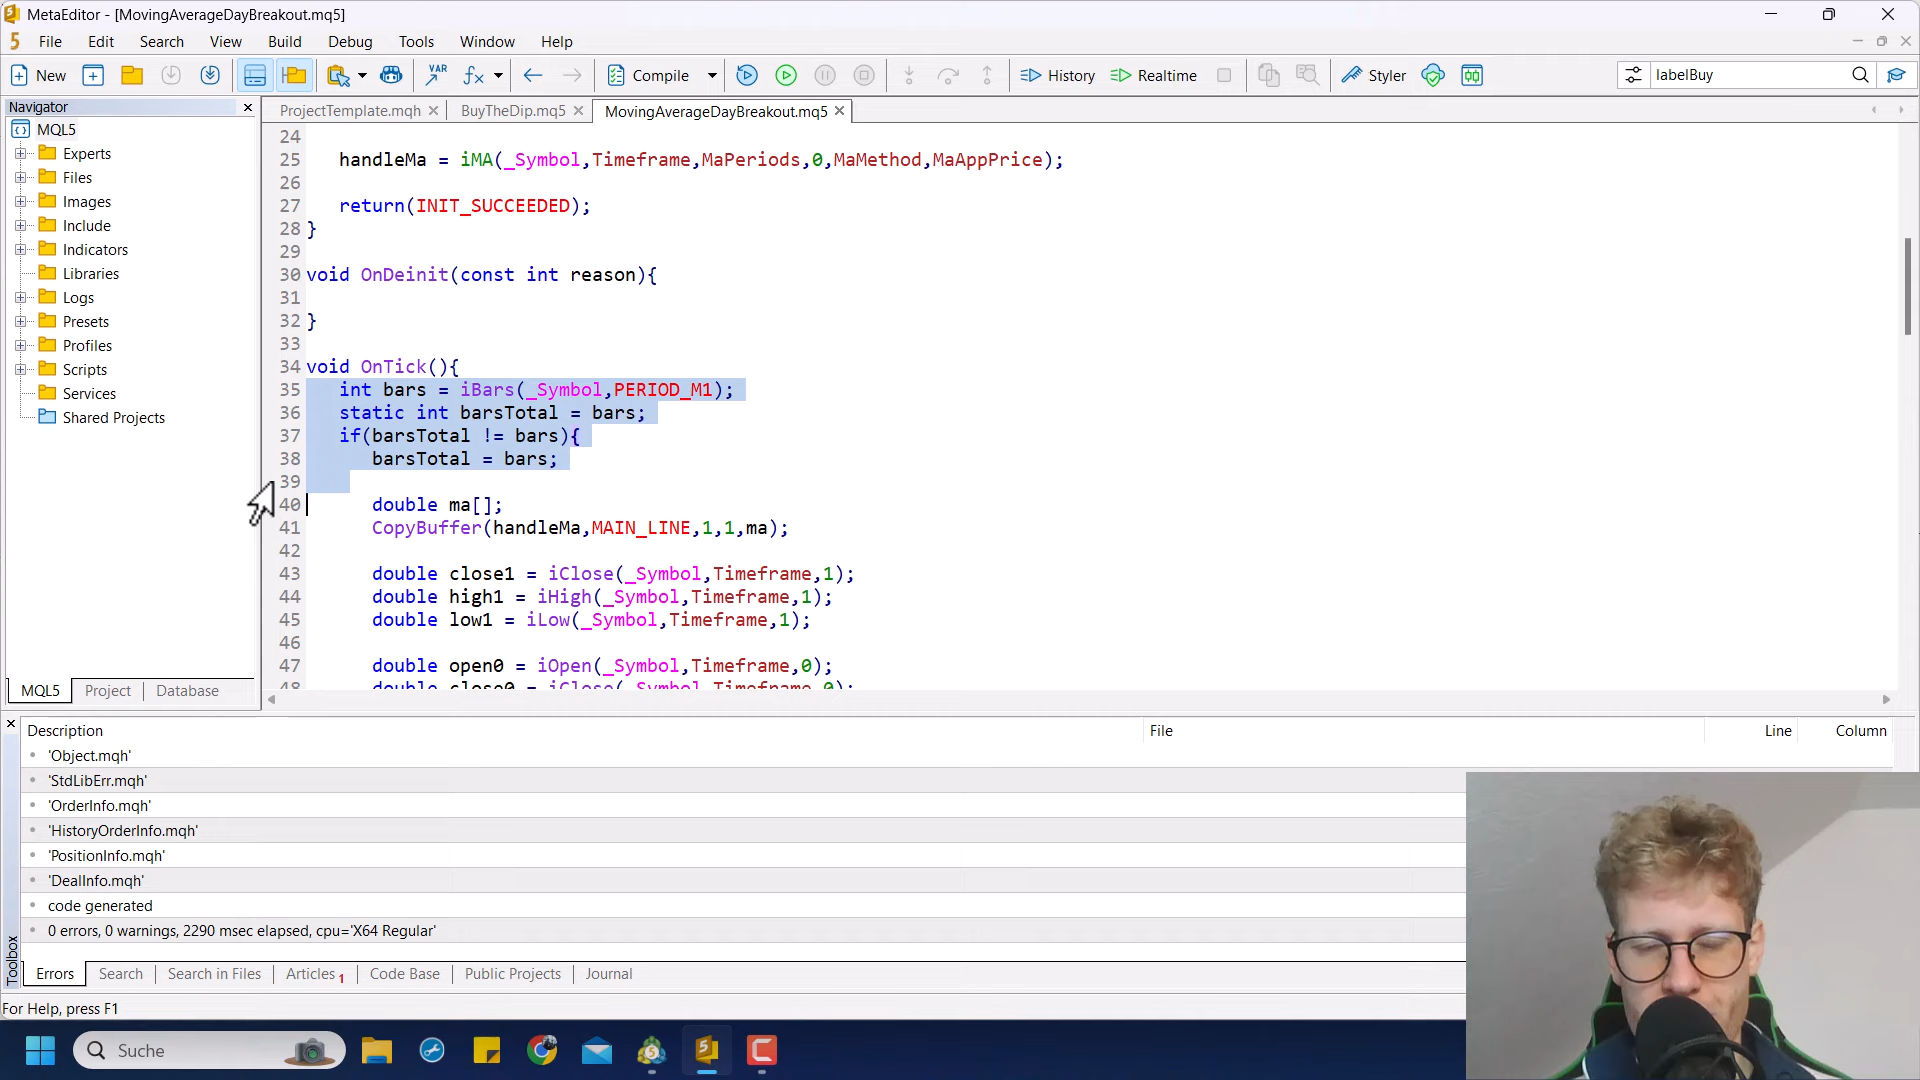 MetaEditor - [MovingAverageDayBreakout.mq5]
5 File Edit Search View Build Debug Tools Window Help
New fx Compile History Realtime Styler labelBuy
Navigator
ProjectTemplate.mqh BuyTheDip.mq5 MovingAverageDayBreakout.mq5
MQL5
Experts
Files
Images
Include
Indicators
Libraries
Logs
Presets
Profiles
Scripts
Services
Shared Projects
MQL5 Project Database
24
25 handleMa = iMA(_Symbol,Timeframe,MaPeriods,0,MaMethod,MaAppPrice);
26
27 return(INIT_SUCCEEDED);
28 }
29
30 void OnDeinit(const int reason){
31
32 }
33
34 void OnTick(){
35 int bars = iBars(_Symbol,PERIOD_M1);
36 static int barsTotal = bars;
37 if(barsTotal != bars){
38 barsTotal = bars;
39
40 double ma[];
41 CopyBuffer(handleMa,MAIN_LINE,1,1,ma);
42
43 double close1 = iClose(_Symbol,Timeframe,1);
44 double high1 = iHigh(_Symbol,Timeframe,1);
45 double low1 = iLow(_Symbol,Timeframe,1);
46
47 double open0 = iOpen(_Symbol,Timeframe,0);
48 double close0 = iClose(_Symbol,Timeframe,0);
Description File Line Column
'Object.mqh'
'StdLibErr.mqh'
'OrderInfo.mqh'
'HistoryOrderInfo.mqh'
'PositionInfo.mqh'
'DealInfo.mqh'
code generated
0 errors, 0 warnings, 2290 msec elapsed, cpu='X64 Regular'
Toolbox
Errors Search Search in Files Articles 1 Code Base Public Projects Journal
For Help, press F1
Suche